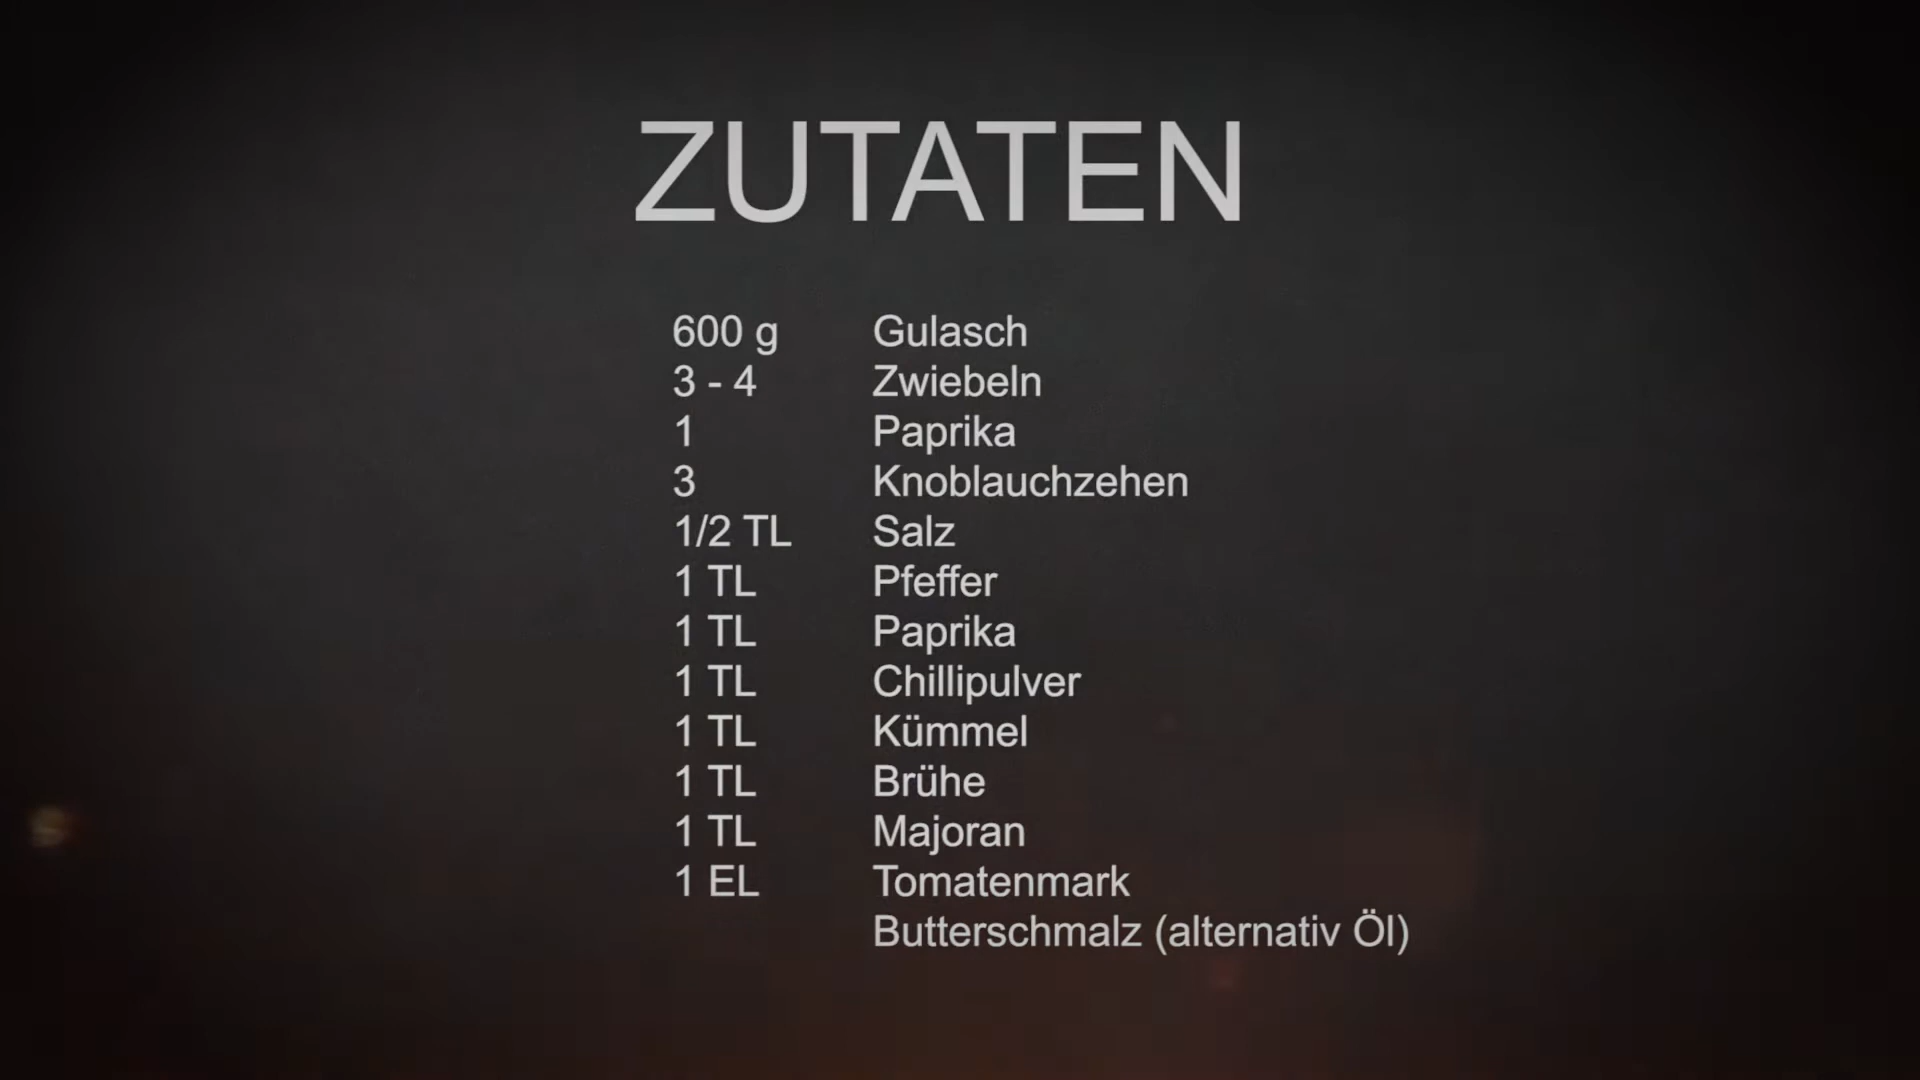 ZUTATEN
600 g Gulasch
3 - 4 Zwiebeln
1 Paprika
3 Knoblauchzehen
1/2 TL Salz
1 TL Pfeffer
1 TL Paprika
1 TL Chillipulver
1 TL Kümmel
1 TL Brühe
1 TL Majoran
1 EL Tomatenmark
Butterschmalz (alternativ Öl)